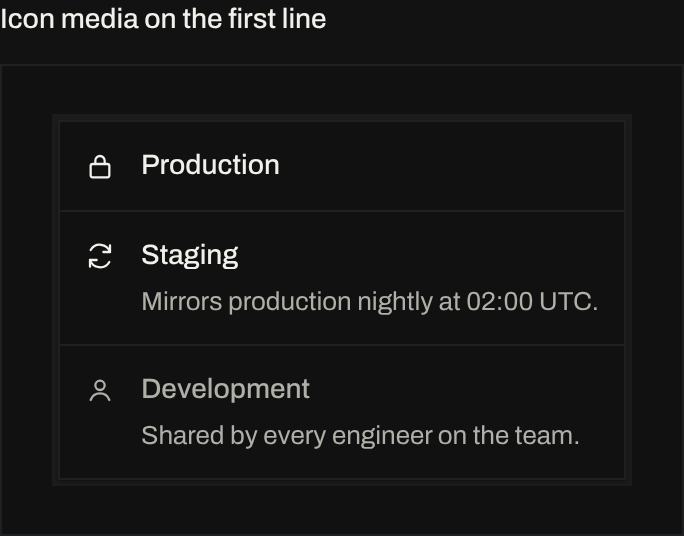 Icon media on the first line
Production
Staging
Mirrors production nightly at 02:00 UTC.
Development
Shared by every engineer on the team.